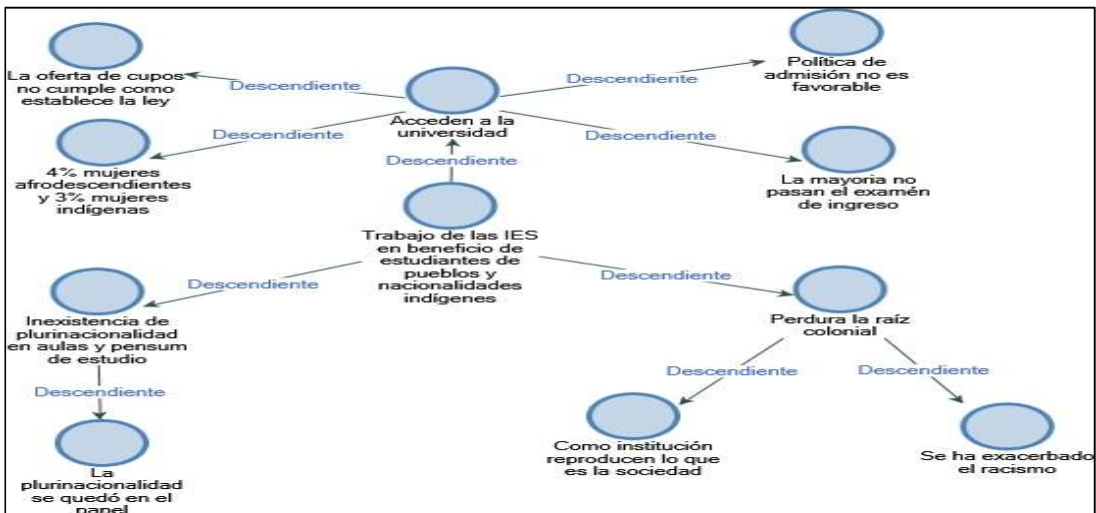 La oferta de cupos
no cumple como
establece la ley
Descendiente
Acceden a la
universidad
Descendiente
Política de
admisión no es
favorable
Descendiente
4% mujeres
afrodescendientes
y 3% mujeres
indígenas
Descendiente
La mayoria no
pasan el examén
de ingreso
Descendiente
Trabajo de las IES
en beneficio de
estudiantes de
pueblos y
nacionalidades
indígenes
Descendiente
Inexistencia de
plurinacionalidad
en aulas y pensum
de estudio
Descendiente
Perdura la raíz
colonial
Descendiente
La
plurinacionalidad
se quedó en el
papel
Descendiente
Como institución
reproducen lo que
es la sociedad
Descendiente
Se ha exacerbado
el racismo